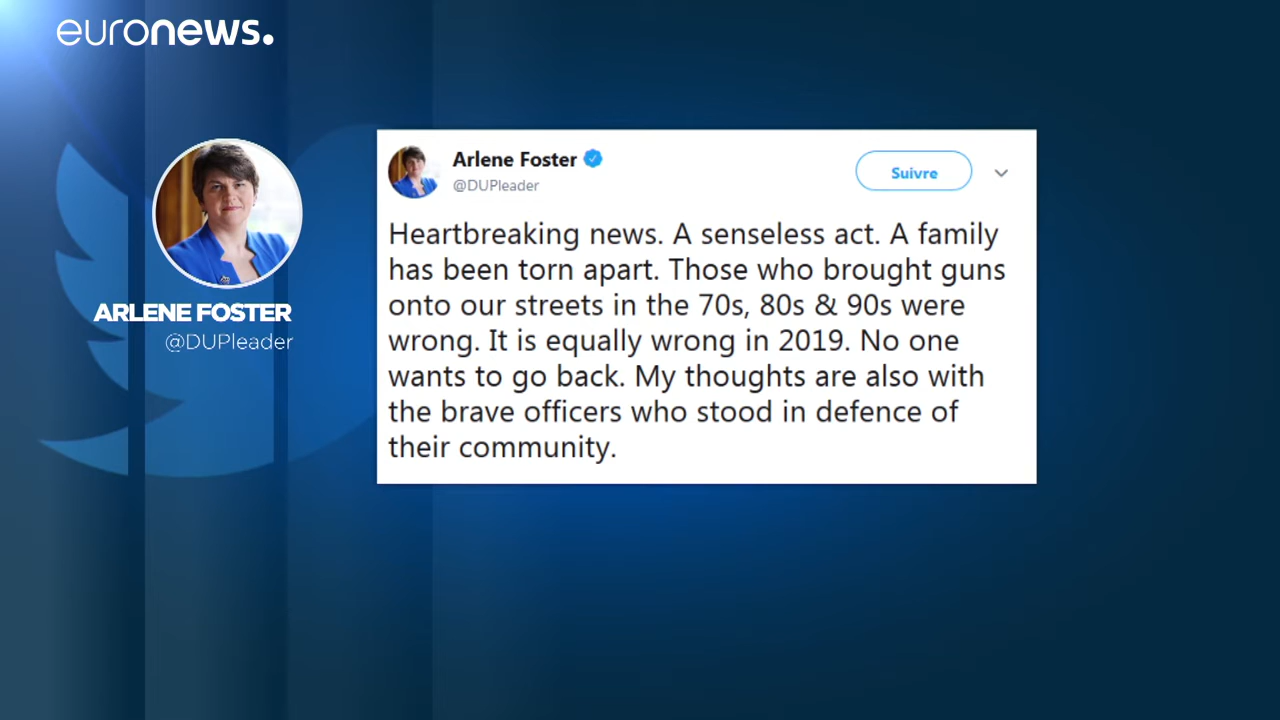 euronews.
ARLENE FOSTER
@DUPleader
Arlene Foster
@DUPleader
Suivre
Heartbreaking news. A senseless act. A family
has been torn apart. Those who brought guns
onto our streets in the 70s, 80s & 90s were
wrong. It is equally wrong in 2019. No one
wants to go back. My thoughts are also with
the brave officers who stood in defence of
their community.